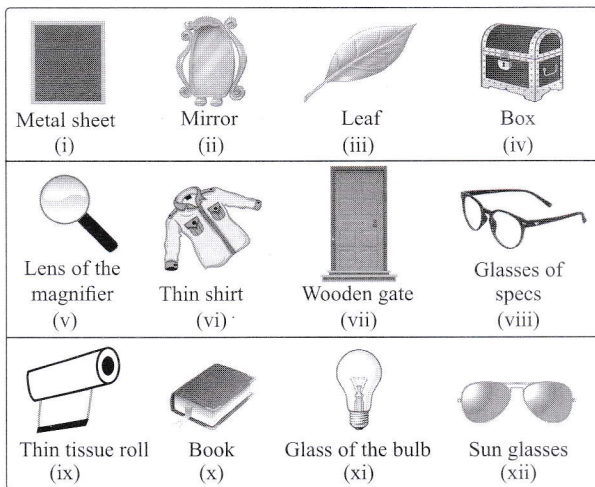 Metal sheet
(i)
Mirror
(ii)
Leaf
(iii)
Box
(iv)
Lens of the
magnifier
(v)
Thin shirt
(vi)
Wooden gate
(vii)
Glasses of
specs
(viii)
Thin tissue roll
(ix)
Book
(x)
Glass of the bulb
(xi)
Sun glasses
(xii)